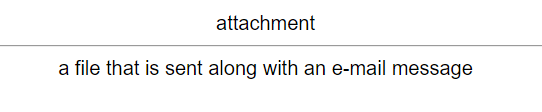 attachment
a file that is sent along with an e-mail message